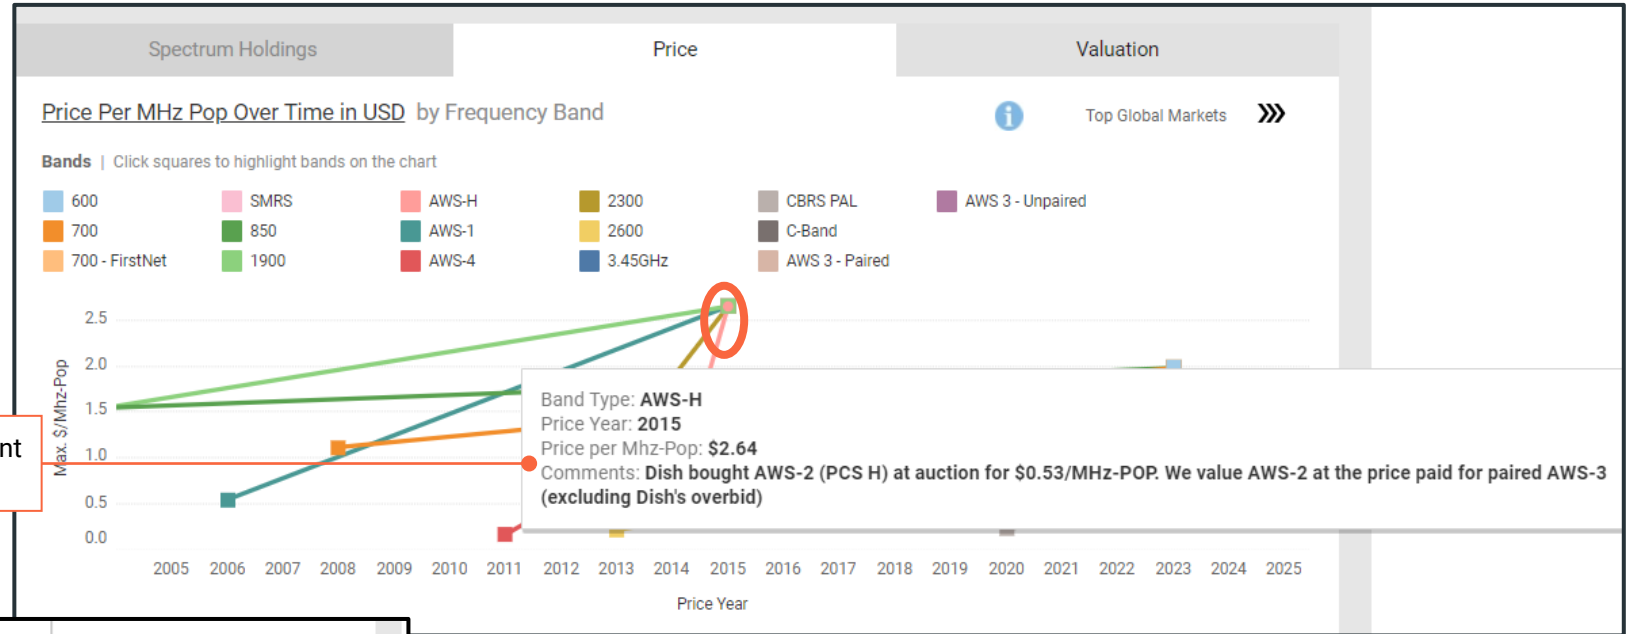 Spectrum Holdings
Price
Valuation
Price Per MHz Pop Over Time in USD by Frequency Band
i
Top Global Markets
Bands | Click squares to highlight bands on the chart
600 SMRS AWS-H 2300 CBRS PAL AWS 3 - Unpaired
700 850 AWS-1 2600 C-Band
700 - FirstNet 1900 AWS-4 3.45GHz AWS 3 - Paired
Max. $/Mhz-Pop
2.5
2.0
1.5
1.0
0.5
0.0
Band Type: AWS-H
Price Year: 2015
Price per Mhz-Pop: $2.64
Comments: Dish bought AWS-2 (PCS H) at auction for $0.53/MHz-POP. We value AWS-2 at the price paid for paired AWS-3
(excluding Dish's overbid)
nt
2005 2006 2007 2008 2009 2010 2011 2012 2013 2014 2015 2016 2017 2018 2019 2020 2021 2022 2023 2024 2025
Price Year